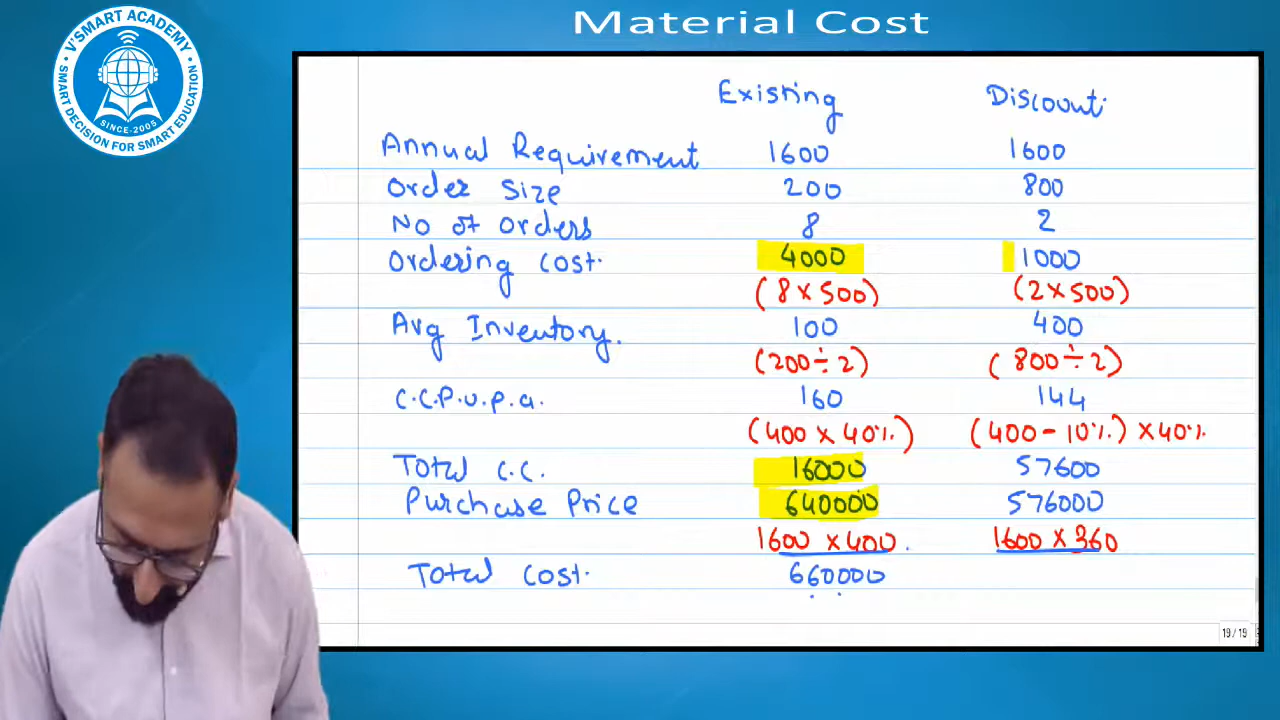 Material Cost
V'SMART ACADEMY
SINCE-2005
SMART DECISION FOR SMART EDUCATION
Existing Discount
Annual Requirement 1600 1600
Order Size 200 800
No of orders 8 2
Ordering Cost. 4000 1000
(8 x 500) (2 x 500)
Avg Inventory. 100 400
(200 ÷ 2) (800 ÷ 2)
C.C.P.U.P.a. 160 144
(400 x 40%) (400 - 10%) x 40%
Total C.C. 16000 57600
Purchase Price 640000 576000
1600 x 400 . 1600 x 360
Total Cost. 660000
19 / 19